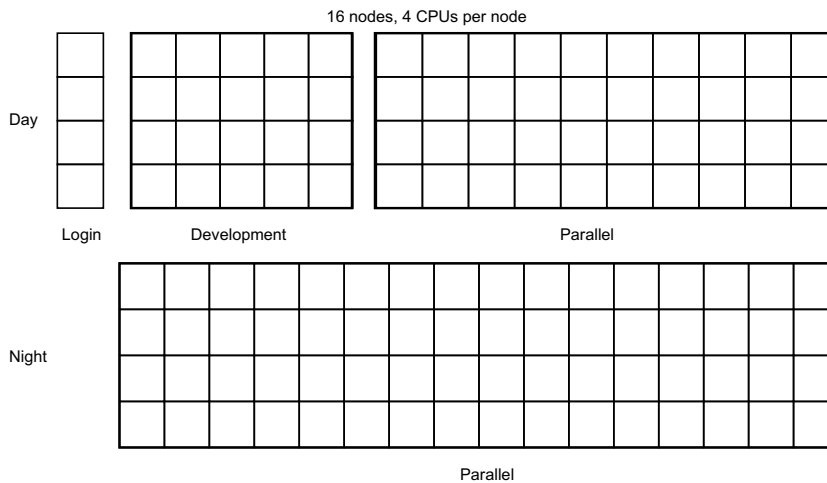 16 nodes, 4 CPUs per node
Day
Login
Development
Parallel
Night
Parallel